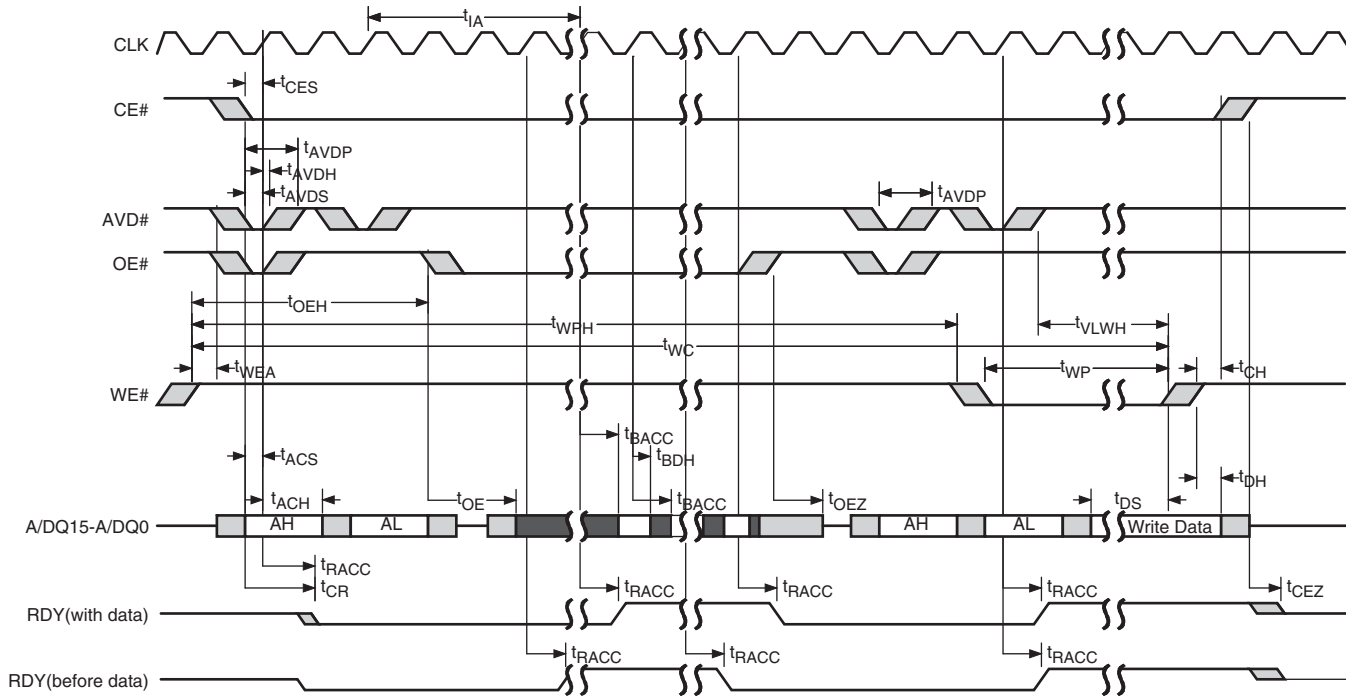 tIA
CLK
tCES
CE#
tAVDP
tAVDH
tAVDS
tAVDP
AVD#
OE#
tOEH
tWPH
tVLWH
tWC
tWEA
tWP
tCH
WE#
tBACC
tACS
tBDH
tDH
tACH
tOE
tBACC
tOEZ
tDS
A/DQ15-A/DQ0
AH
AL
AH
AL
Write Data
tRACC
tCR
tRACC
tRACC
tRACC
tCEZ
RDY(with data)
tRACC
tRACC
tRACC
RDY(before data)